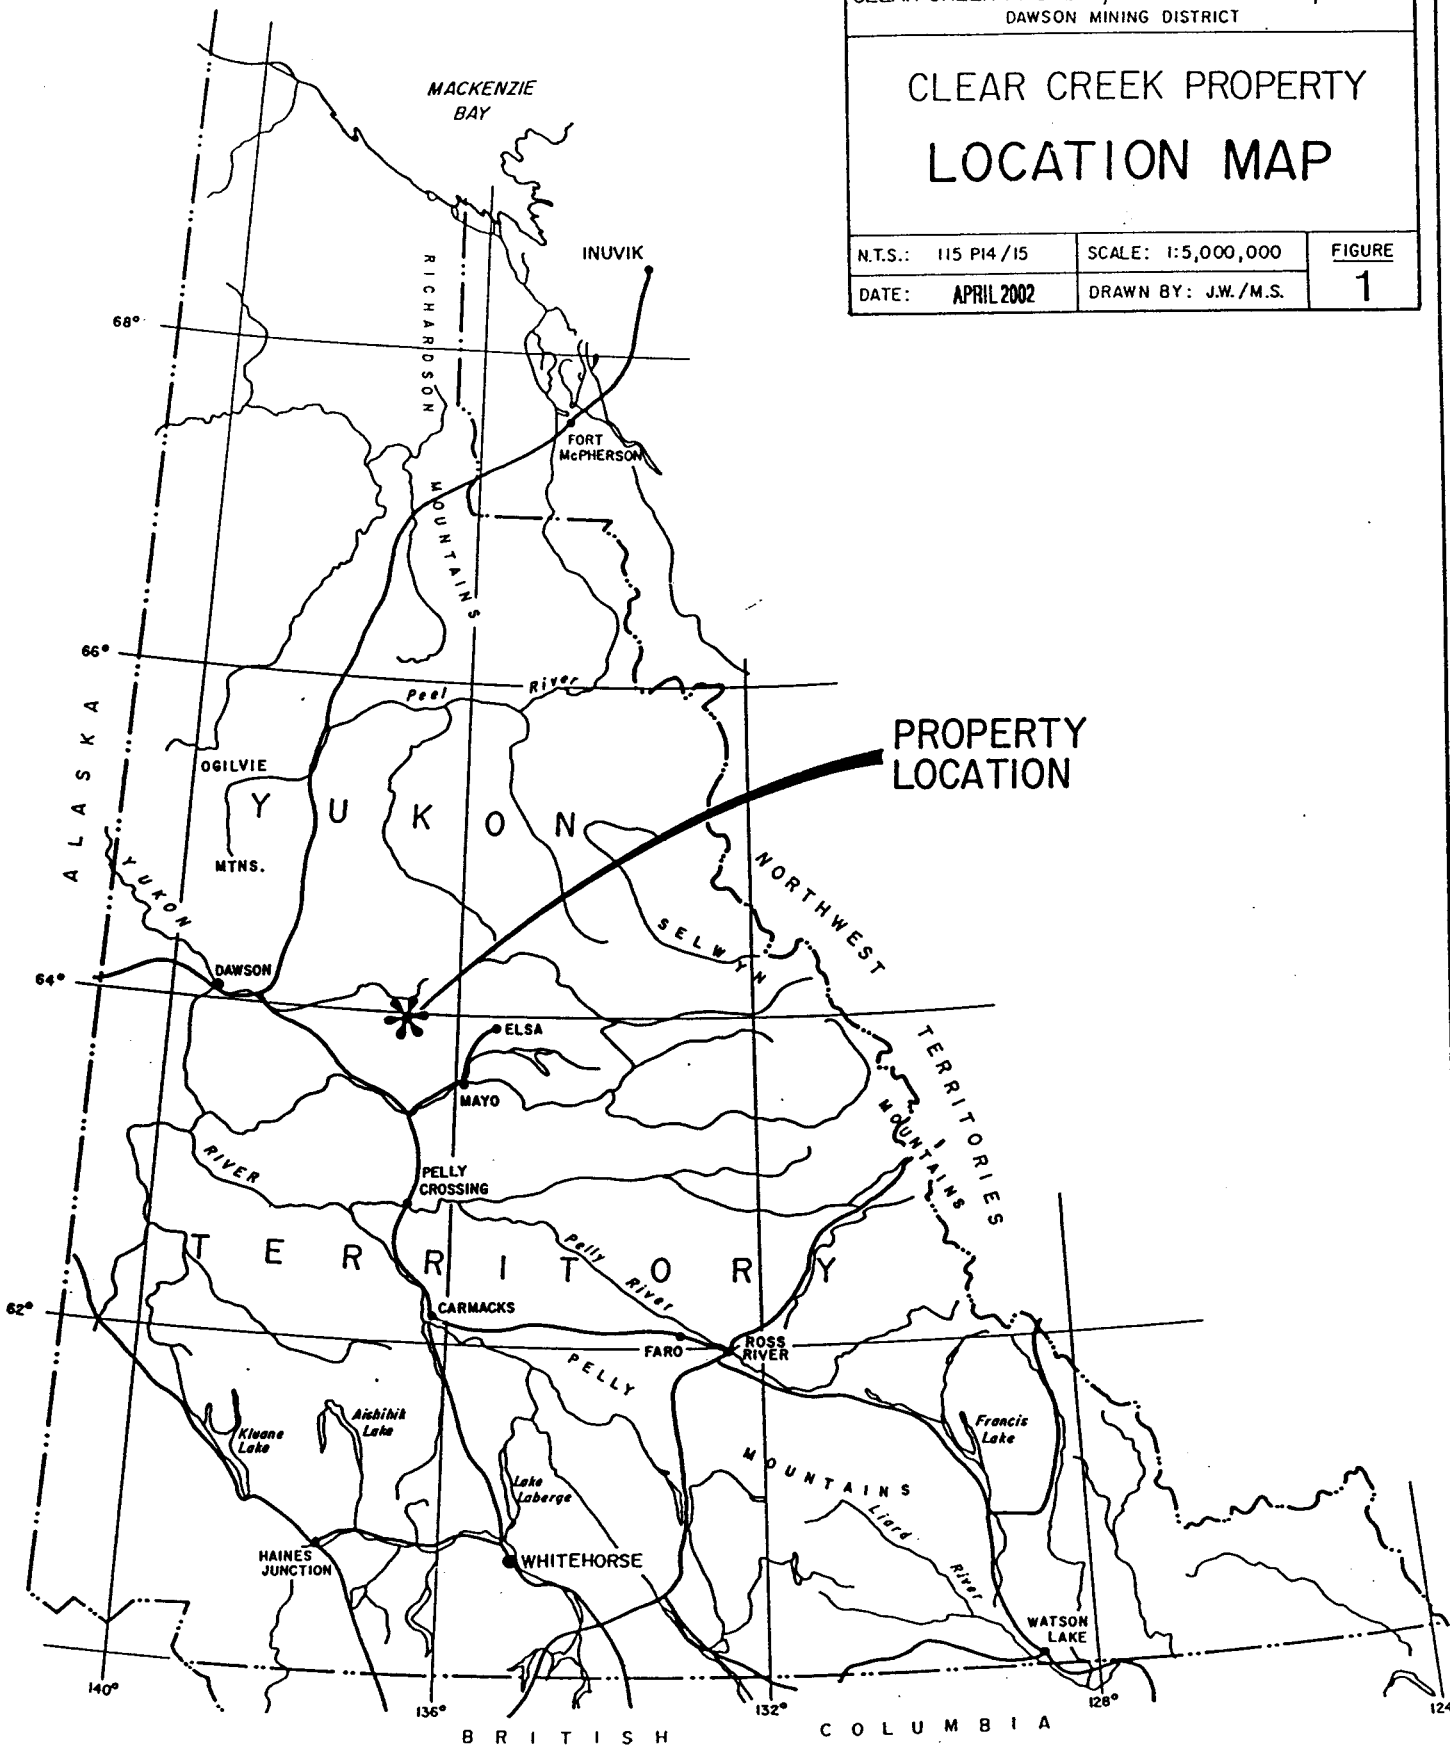 DAWSON MINING DISTRICT
CLEAR CREEK PROPERTY
LOCATION MAP
N.T.S.: 115 P14/15
SCALE: 1:5,000,000
FIGURE
1
DATE: APRIL 2002
DRAWN BY: J.W./M.S.
MACKENZIE
BAY
INUVIK
RICHARDSON
MOUNTAINS
68°
FORT
McPHERSON
66°
Peel River
ALASKA
PROPERTY
LOCATION
OGILVIE
MTNS.
YUKON
YUKON
NORTHWEST
TERRITORIES
SELWYN
MOUNTAINS
DAWSON
64°
ELSA
MAYO
RIVER
PELLY
CROSSING
TERRITORY
Pelly
River
62°
CARMACKS
FARO
ROSS
RIVER
PELLY
MOUNTAINS
Kluane
Lake
Aishihik
Lake
Francis
Lake
Lake
Laberge
Liard
River
HAINES
JUNCTION
WHITEHORSE
WATSON
LAKE
140°
136°
132°
128°
124
BRITISH COLUMBIA